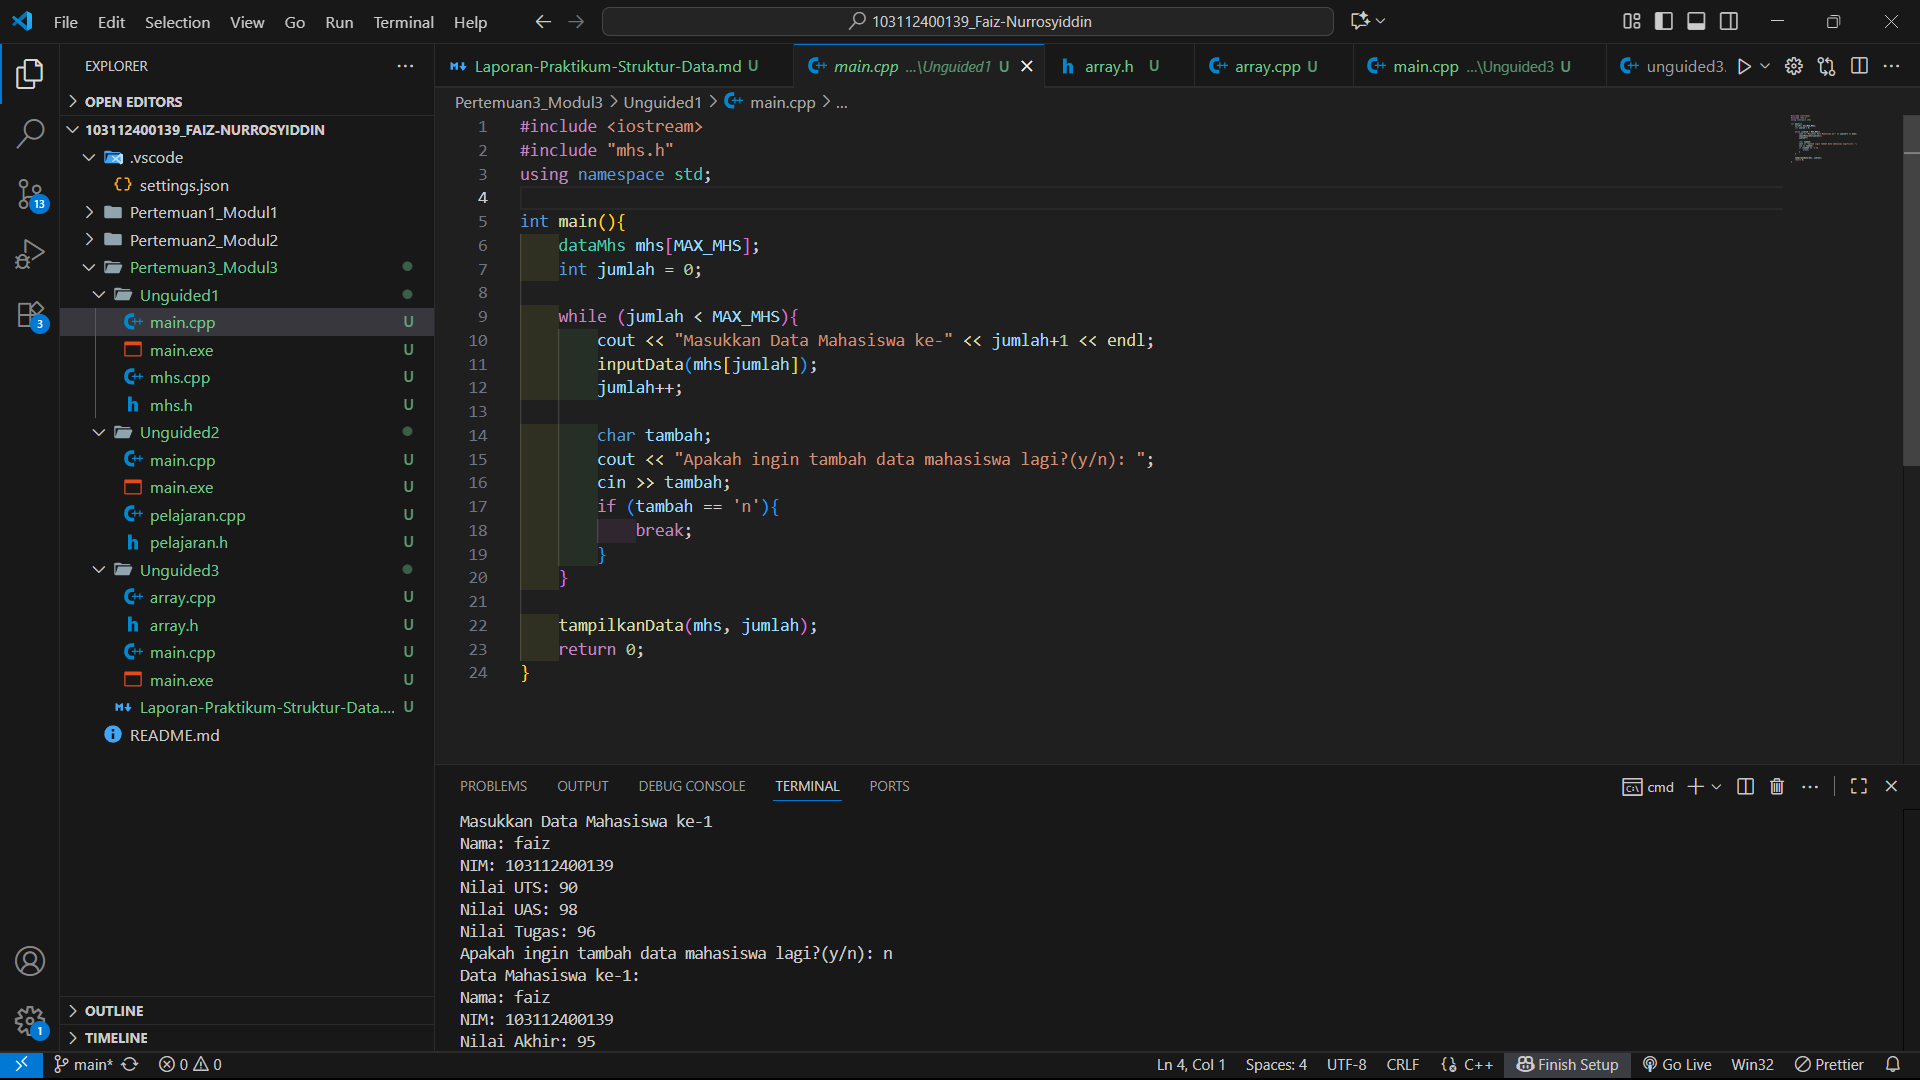 File Edit Selection View Go Run Terminal Help
103112400139_Faiz-Nurrosyiddin
EXPLORER
OPEN EDITORS
103112400139_FAIZ-NURROSYIDDIN
.vscode
{} settings.json
Pertemuan1_Modul1
Pertemuan2_Modul2
Pertemuan3_Modul3
Unguided1
main.cpp U
main.exe U
mhs.cpp U
mhs.h U
Unguided2
main.cpp U
main.exe U
pelajaran.cpp U
pelajaran.h U
Unguided3
array.cpp U
array.h U
main.cpp U
main.exe U
Laporan-Praktikum-Struktur-Data.... U
README.md
OUTLINE
TIMELINE
13
3
1
Laporan-Praktikum-Struktur-Data.md U
main.cpp ...\Unguided1 U
array.h U
array.cpp U
main.cpp ...\Unguided3 U
unguided3.
Pertemuan3_Modul3 > Unguided1 > main.cpp > ...
1 #include <iostream>
2 #include "mhs.h"
3 using namespace std;
4
5 int main(){
6 dataMhs mhs[MAX_MHS];
7 int jumlah = 0;
8
9 while (jumlah < MAX_MHS){
10 cout << "Masukkan Data Mahasiswa ke-" << jumlah+1 << endl;
11 inputData(mhs[jumlah]);
12 jumlah++;
13
14 char tambah;
15 cout << "Apakah ingin tambah data mahasiswa lagi?(y/n): ";
16 cin >> tambah;
17 if (tambah == 'n'){
18 break;
19 }
20 }
21
22 tampilkanData(mhs, jumlah);
23 return 0;
24 }
PROBLEMS OUTPUT DEBUG CONSOLE TERMINAL PORTS
cmd
Masukkan Data Mahasiswa ke-1
Nama: faiz
NIM: 103112400139
Nilai UTS: 90
Nilai UAS: 98
Nilai Tugas: 96
Apakah ingin tambah data mahasiswa lagi?(y/n): n
Data Mahasiswa ke-1:
Nama: faiz
NIM: 103112400139
Nilai Akhir: 95
main* 0 0
Ln 4, Col 1 Spaces: 4 UTF-8 CRLF C++ Finish Setup Go Live Win32 Prettier